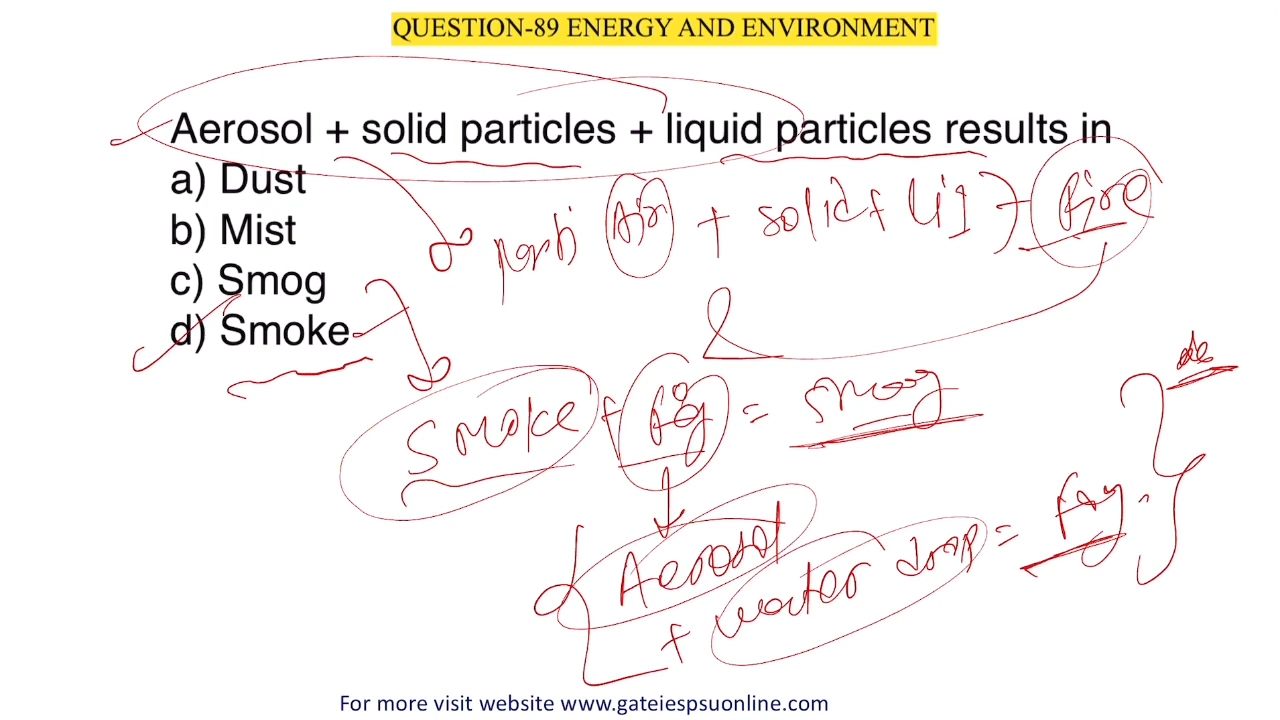 QUESTION-89 ENERGY AND ENVIRONMENT
Aerosol + solid particles + liquid particles results in
a) Dust
b) Mist
c) Smog
d) Smoke
Air + solid + liq
Smoke + fog = smog
Aerosol
+ water drop = fog
For more visit website www.gateiespsuonline.com